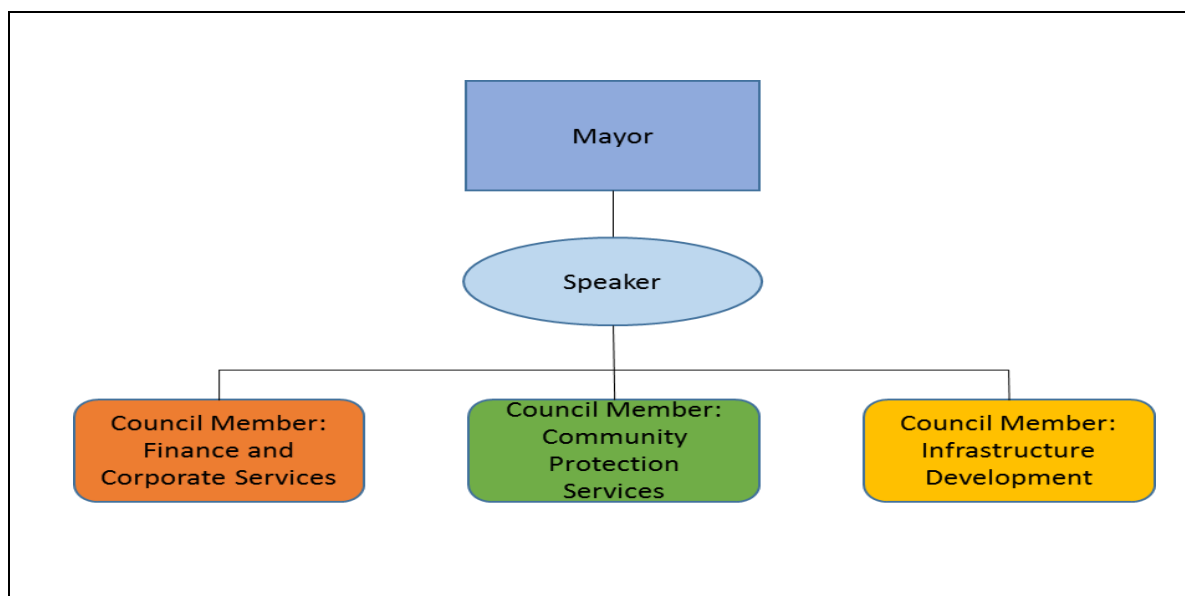 Mayor
Speaker
Council Member:
Finance and
Corporate Services
Council Member:
Community
Protection
Services
Council Member:
Infrastructure
Development